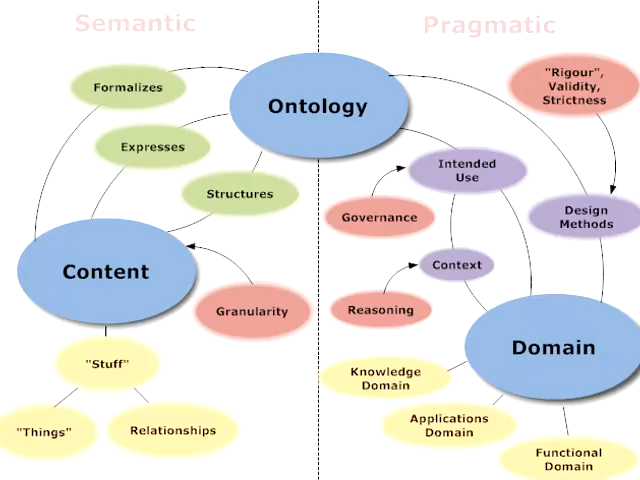 Semantic
Pragmatic
Formalizes
Expresses
Structures
Ontology
"Rigour",
Validity,
Strictness
Intended
Use
Governance
Design
Methods
Content
Granularity
Context
Reasoning
Domain
"Stuff"
"Things"
Relationships
Knowledge
Domain
Applications
Domain
Functional
Domain